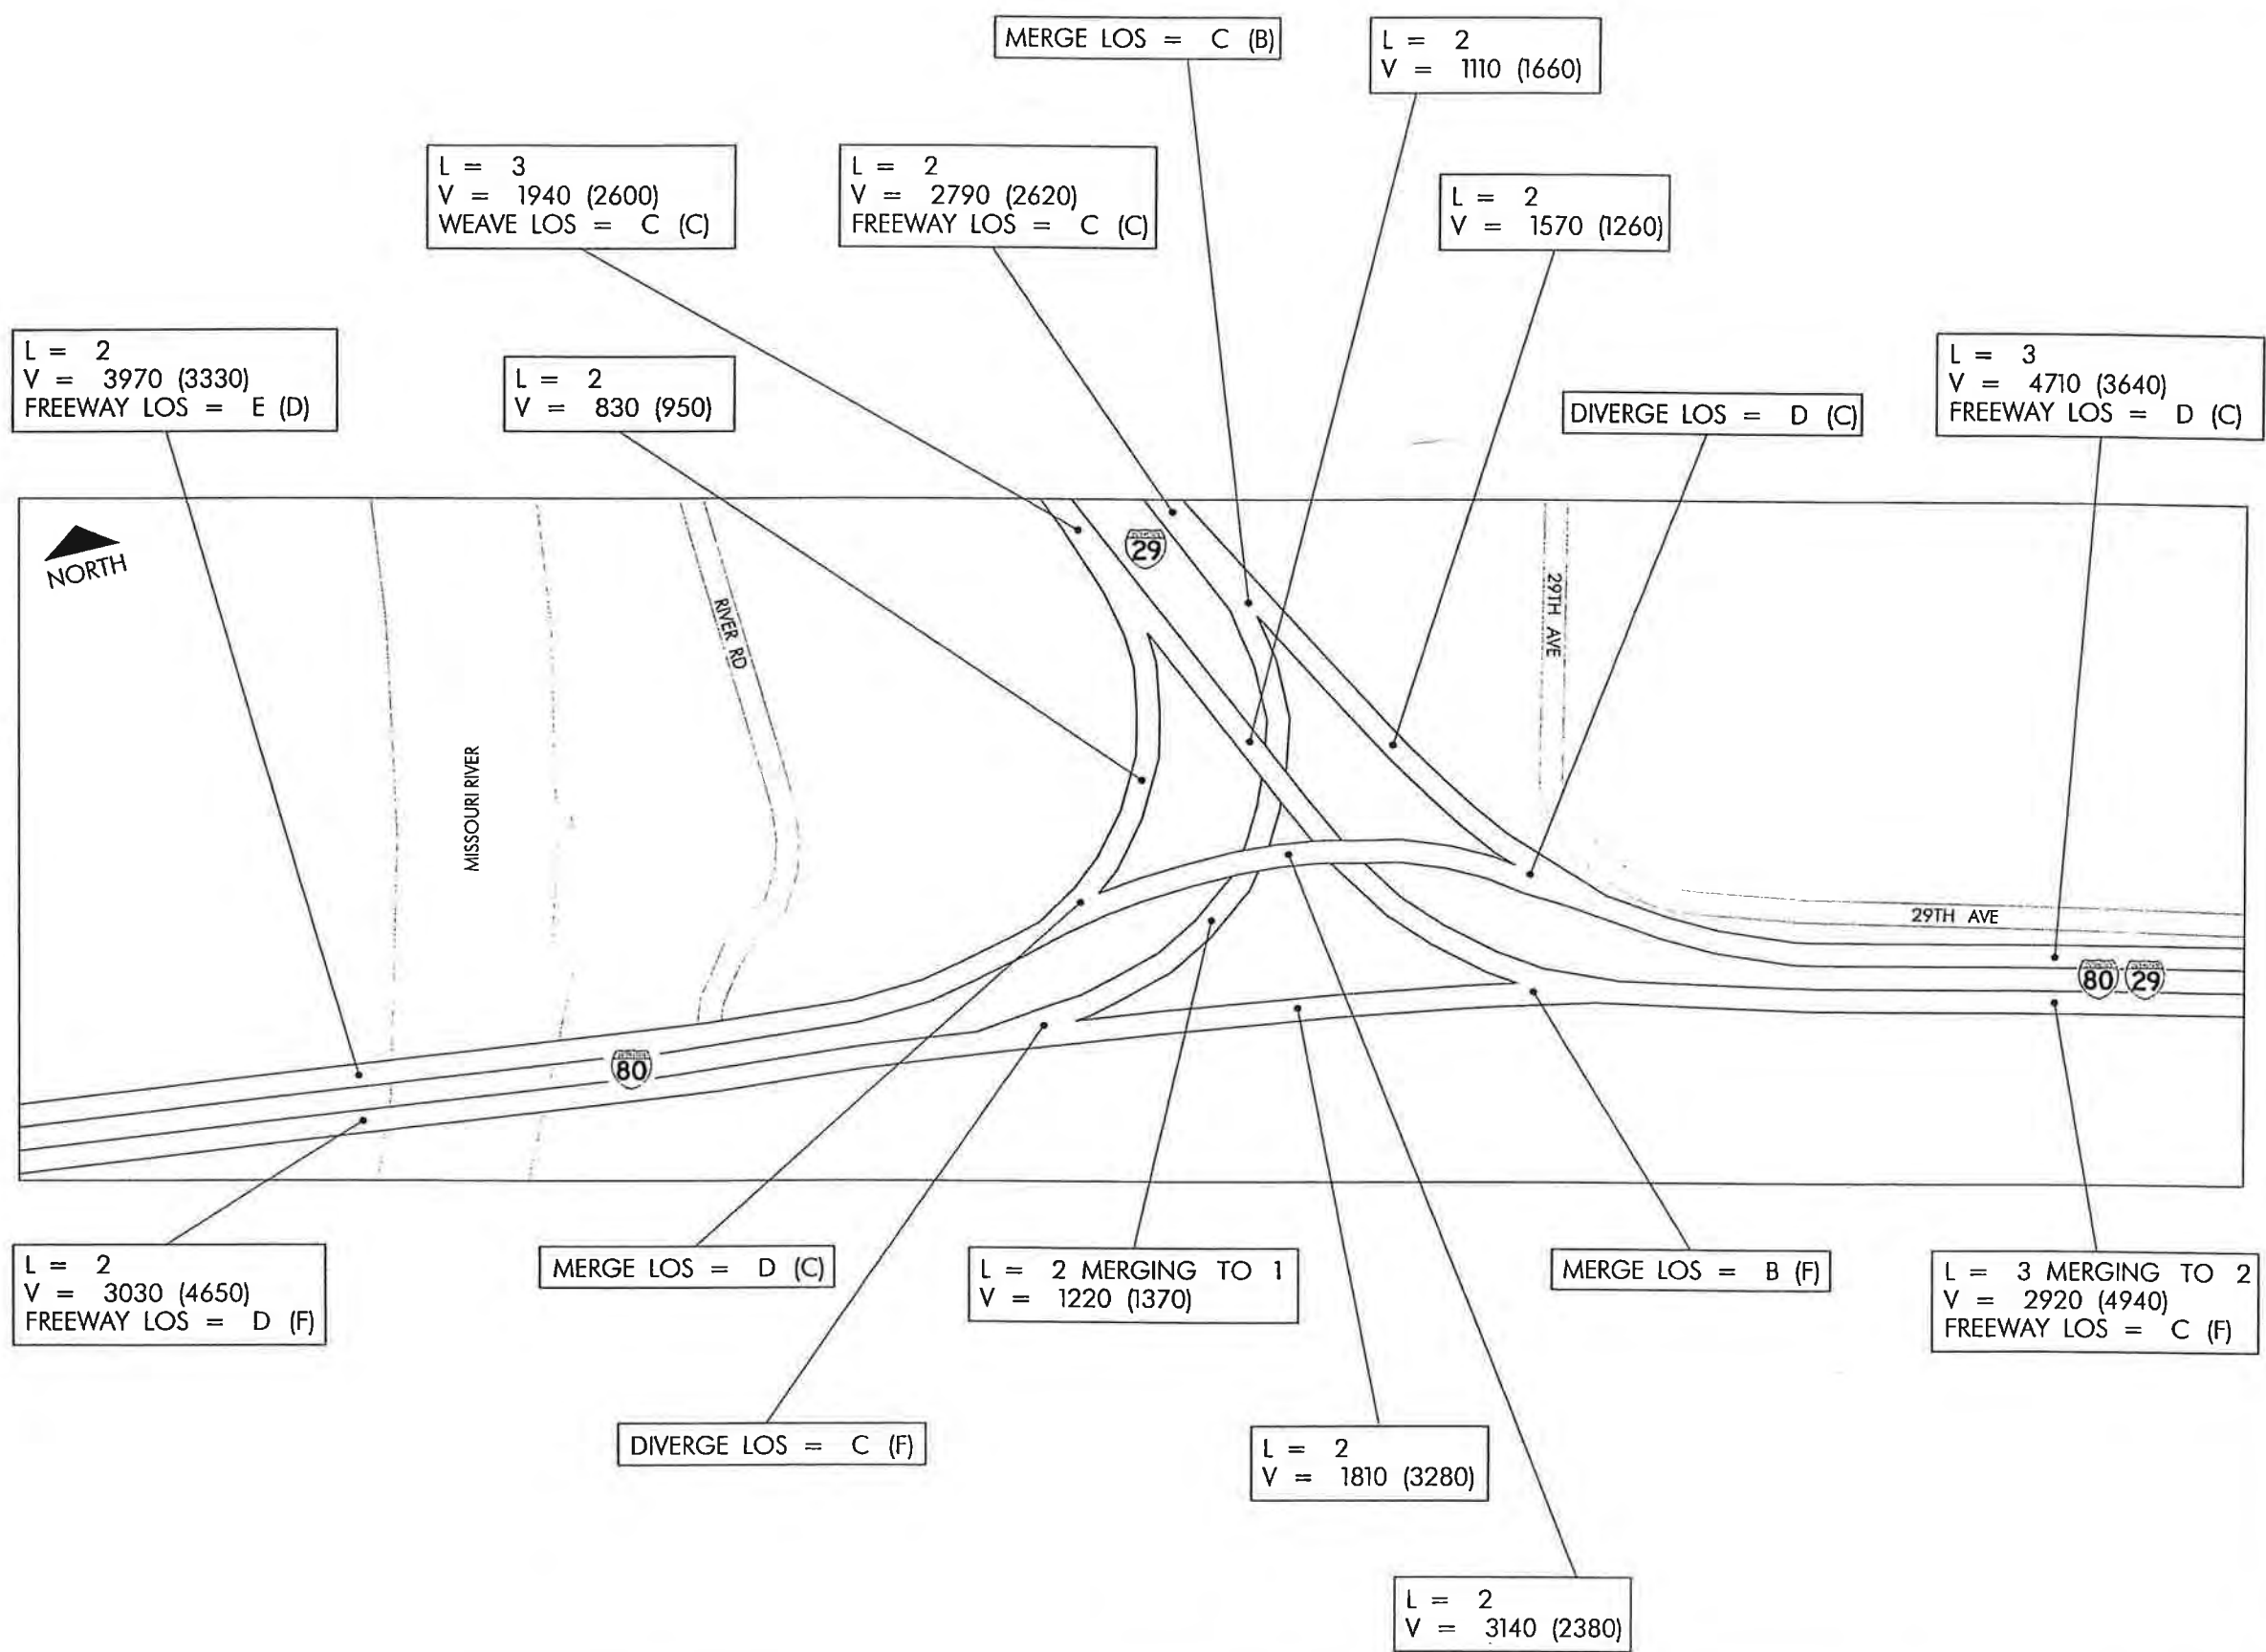 MERGE LOS = C (B)
L = 2
V = 1110 (1660)
L = 3
V = 1940 (2600)
WEAVE LOS = C (C)
L = 2
V = 2790 (2620)
FREEWAY LOS = C (C)
L = 2
V = 1570 (1260)
L = 2
V = 3970 (3330)
FREEWAY LOS = E (D)
L = 2
V = 830 (950)
DIVERGE LOS = D (C)
L = 3
V = 4710 (3640)
FREEWAY LOS = D (C)
NORTH
29
RIVER RD
29TH AVE
MISSOURI RIVER
29TH AVE
80 29
80
L = 2
V = 3030 (4650)
FREEWAY LOS = D (F)
MERGE LOS = D (C)
L = 2 MERGING TO 1
V = 1220 (1370)
MERGE LOS = B (F)
L = 3 MERGING TO 2
V = 2920 (4940)
FREEWAY LOS = C (F)
DIVERGE LOS = C (F)
L = 2
V = 1810 (3280)
L = 2
V = 3140 (2380)